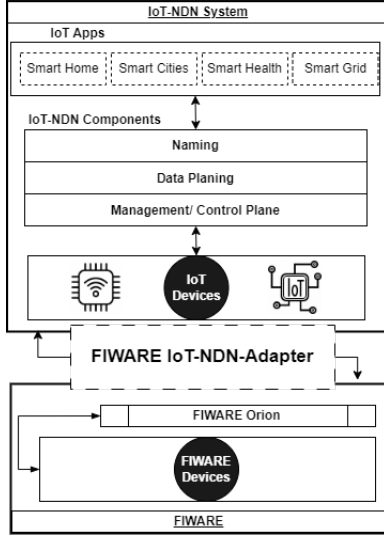 IoT-NDN System
IoT Apps
Smart Home
Smart Cities
Smart Health
Smart Grid
IoT-NDN Components
Naming
Data Planing
Management/ Control Plane
IoT
Devices
IoT
FIWARE IoT-NDN-Adapter
FIWARE Orion
FIWARE
Devices
FIWARE